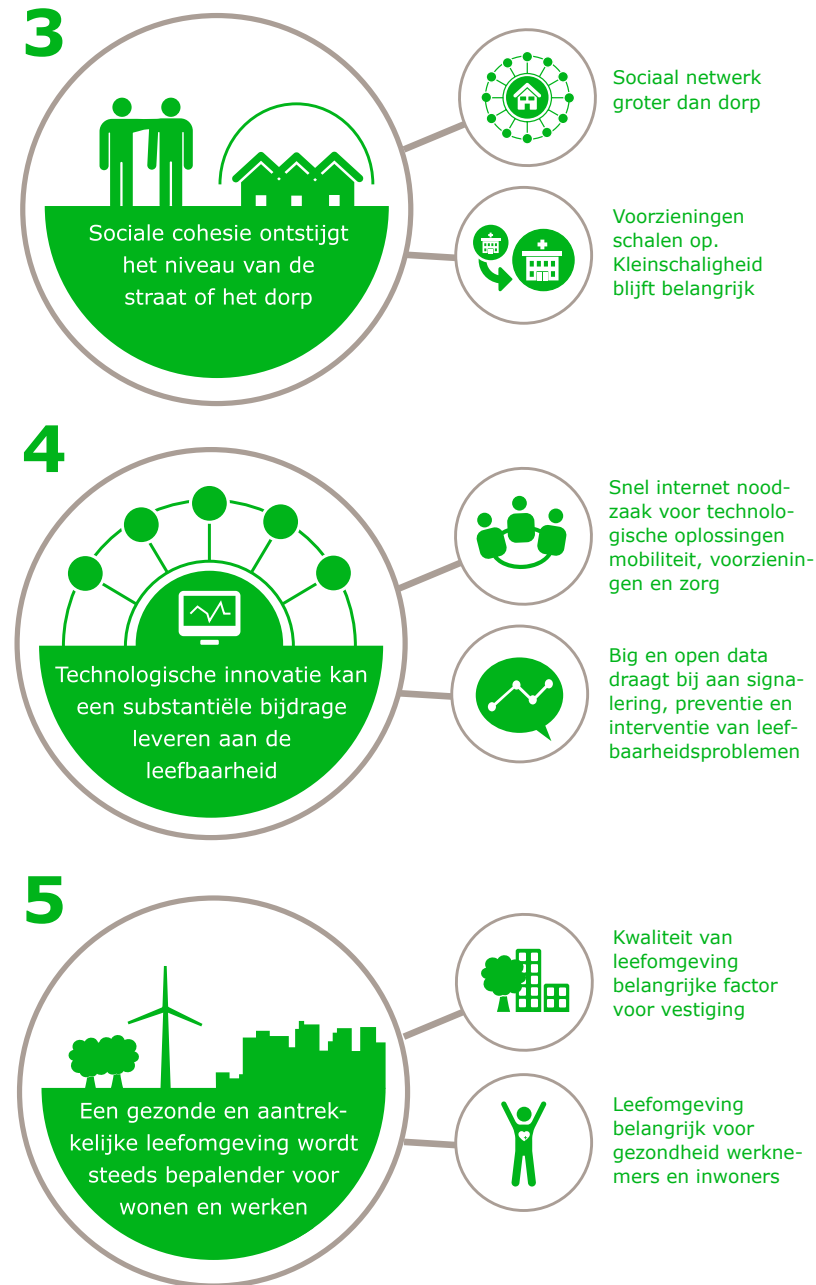 3
Sociale cohesie ontstijgt
het niveau van de
straat of het dorp
Sociaal netwerk
groter dan dorp
Voorzieningen
schalen op.
Kleinschaligheid
blijft belangrijk
4
Technologische innovatie kan
een substantiële bijdrage
leveren aan de
leefbaarheid
Snel internet nood-
zaak voor technolo-
gische oplossingen
mobiliteit, voorzienin-
gen en zorg
Big en open data
draagt bij aan signa-
lering, preventie en
interventie van leef-
baarheidsproblemen
5
Een gezonde en aantrek-
kelijke leefomgeving wordt
steeds bepalender voor
wonen en werken
Kwaliteit van
leefomgeving
belangrijke factor
voor vestiging
Leefomgeving
belangrijk voor
gezondheid werkne-
mers en inwoners